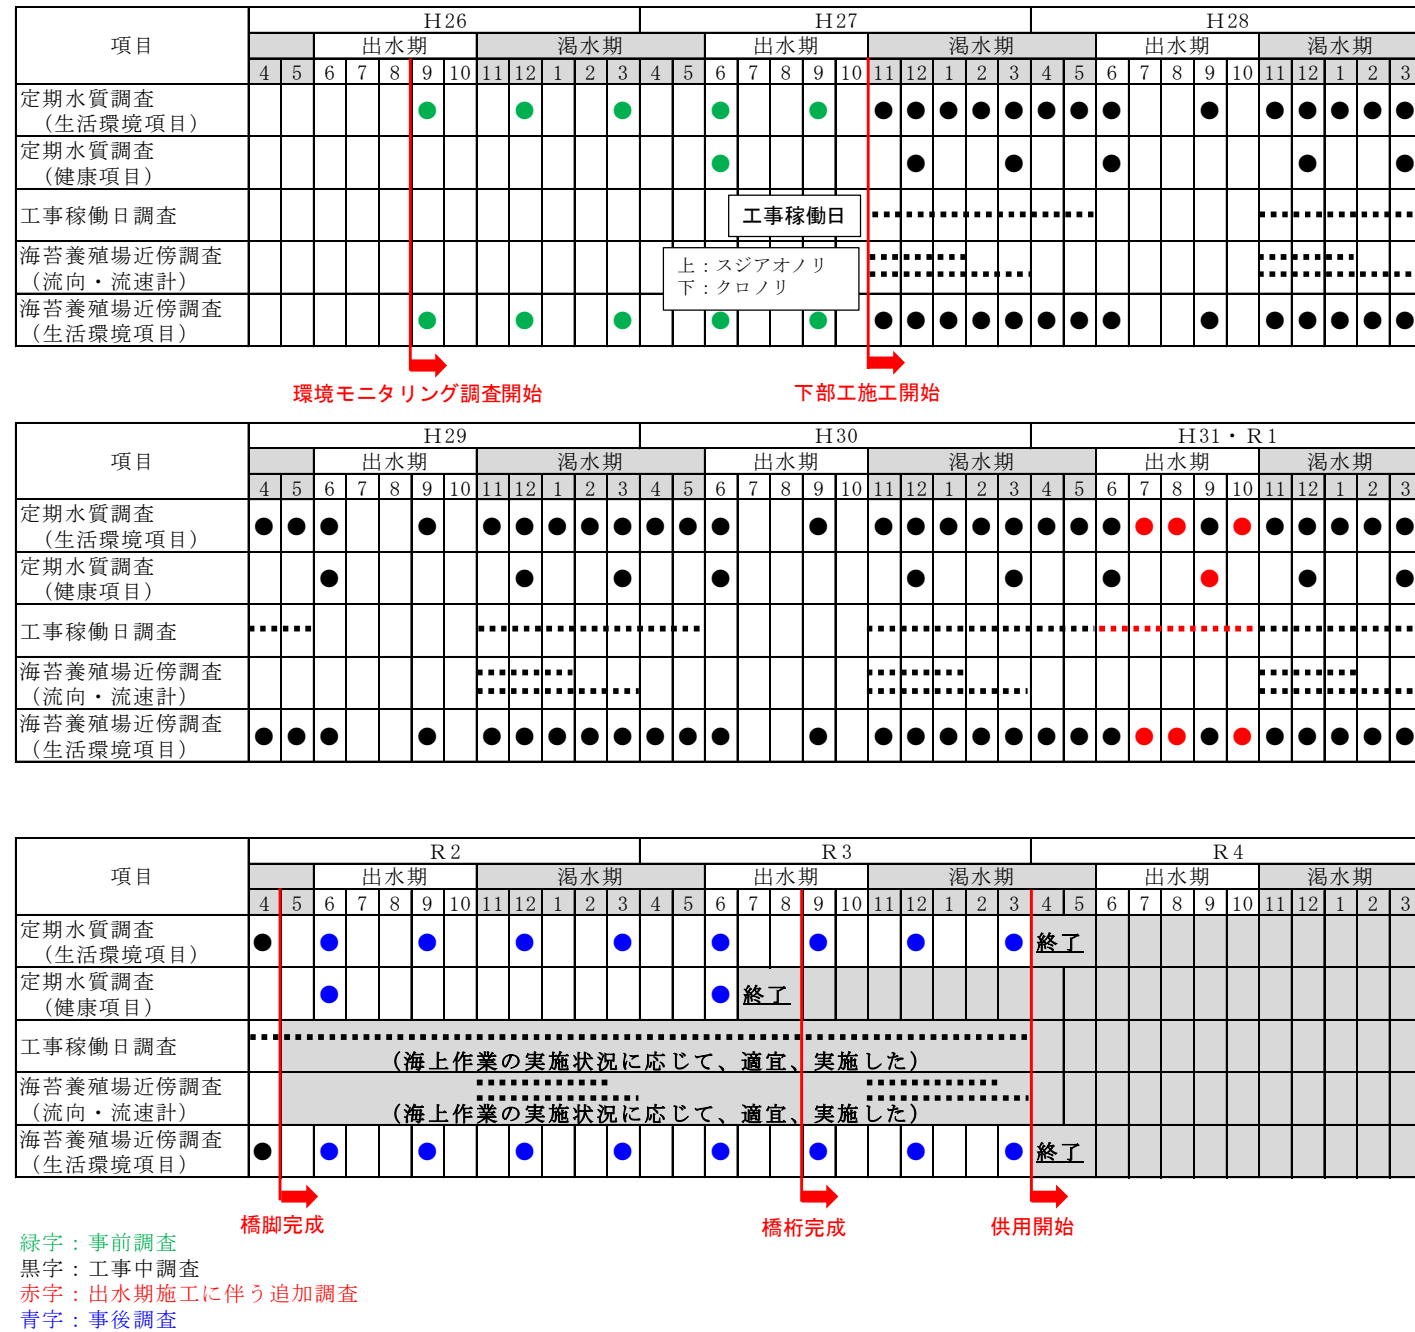 項目
H26 H27 H28
出水期 渇水期 出水期 渇水期 出水期 渇水期
4 5 6 7 8 9 10 11 12 1 2 3 4 5 6 7 8 9 10 11 12 1 2 3 4 5 6 7 8 9 10 11 12 1 2 3
定期水質調査
（生活環境項目）
定期水質調査
（健康項目）
工事稼働日調査
工事稼働日
海苔養殖場近傍調査
（流向・流速計）
上：スジアオノリ
下：クロノリ
海苔養殖場近傍調査
（生活環境項目）
環境モニタリング調査開始
下部工施工開始
項目
H29 H30 H31・R1
出水期 渇水期 出水期 渇水期 出水期 渇水期
4 5 6 7 8 9 10 11 12 1 2 3 4 5 6 7 8 9 10 11 12 1 2 3 4 5 6 7 8 9 10 11 12 1 2 3
定期水質調査
（生活環境項目）
定期水質調査
（健康項目）
工事稼働日調査
海苔養殖場近傍調査
（流向・流速計）
海苔養殖場近傍調査
（生活環境項目）
項目
R2 R3 R4
出水期 渇水期 出水期 渇水期 出水期 渇水期
4 5 6 7 8 9 10 11 12 1 2 3 4 5 6 7 8 9 10 11 12 1 2 3 4 5 6 7 8 9 10 11 12 1 2 3
定期水質調査
（生活環境項目）
終了
定期水質調査
（健康項目）
終了
工事稼働日調査
（海上作業の実施状況に応じて、適宜、実施した）
海苔養殖場近傍調査
（流向・流速計）
（海上作業の実施状況に応じて、適宜、実施した）
海苔養殖場近傍調査
（生活環境項目）
終了
橋脚完成
橋桁完成
供用開始
緑字：事前調査
黒字：工事中調査
赤字：出水期施工に伴う追加調査
青字：事後調査